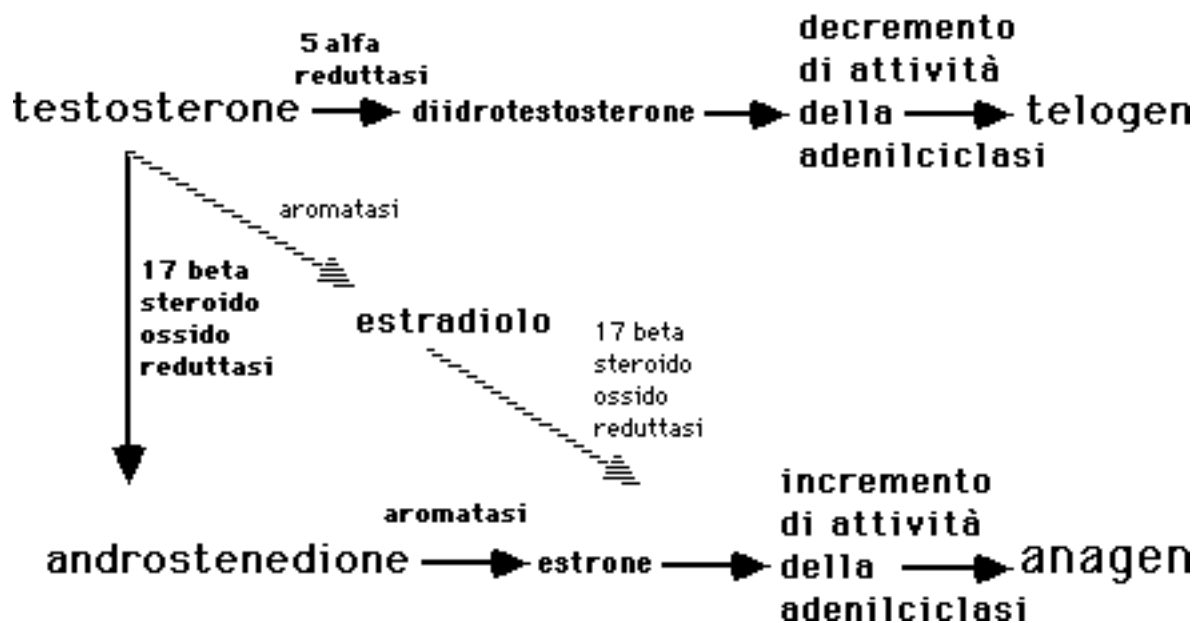 5 alfa
reduttasi
testosterone
diidrotestosterone
decremento
di attività
della
adenilciclasi
telogen
aromatasi
17 beta
steroido
ossido
reduttasi
estradiolo
17 beta
steroido
ossido
reduttasi
androstenedione
aromatasi
estrone
incremento
di attività
della
adenilciclasi
anagen